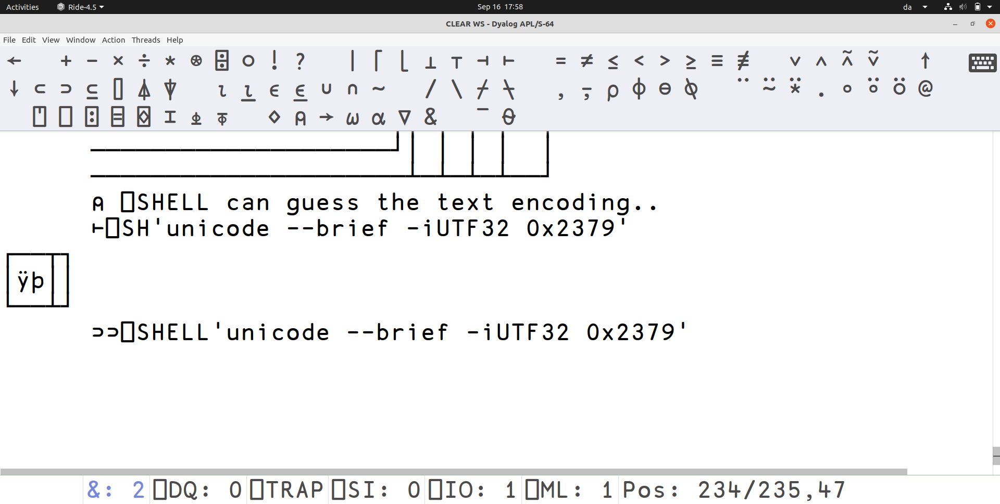 Activities Ride-4.5 Sep 16 17:58 da
CLEAR WS - Dyalog APL/S-64
File Edit View Window Action Threads Help
← + - × ÷ * ⍟ ⌹ ○ ! ? | ⌈ ⌊ ⊥ ⊤ ⊣ ⊢ = ≠ ≤ < > ≥ ≡ ≢ ∨ ∧ ⍲ ⍱ ↑
↓ ⊂ ⊃ ⊆ ⌷ ⍋ ⍒ ⍳ ⍸ ∊ ⍷ ∪ ∩ ~ / \ ⌿ ⍀ , ⍪ ⍴ ⌽ ⊖ ⍉ ¨ ⍨ ⍣ . ∘ ⍤ ⍥ @
⍞ ⎕ ⍠ ⌸ ⌺ ⌶ ⍎ ⍕ ⋄ ⍝ → ⍵ ⍺ ∇ & ¯ ⍬
⍝ ⎕SHELL can guess the text encoding..
⊢⎕SH'unicode --brief -iUTF32 0x2379'
ÿþ
⊃⊃⎕SHELL'unicode --brief -iUTF32 0x2379'
&: 2 ⎕DQ: 0 ⎕TRAP ⎕SI: 0 ⎕IO: 1 ⎕ML: 1 Pos: 234/235,47